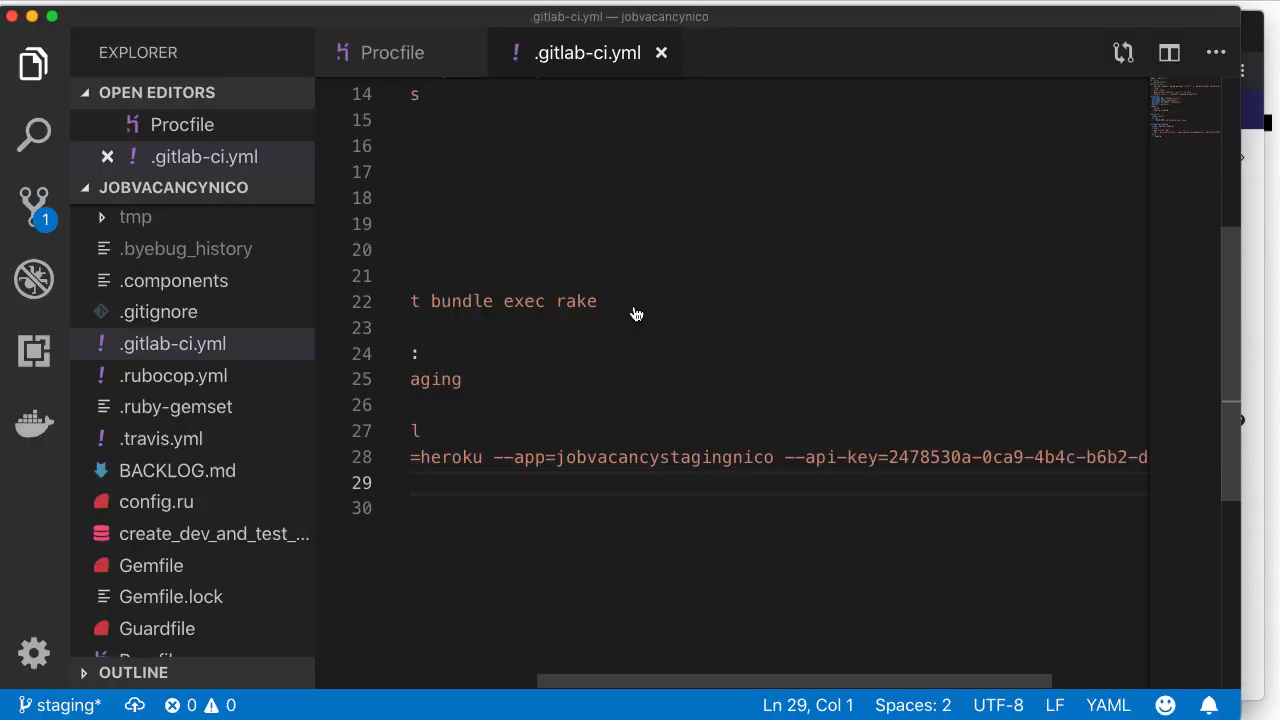 .gitlab-ci.yml — jobvacancynico
EXPLORER
Procfile
.gitlab-ci.yml
OPEN EDITORS
Procfile
.gitlab-ci.yml
JOBVACANCYNICO
tmp
.byebug_history
.components
.gitignore
.gitlab-ci.yml
.rubocop.yml
.ruby-gemset
.travis.yml
BACKLOG.md
config.ru
create_dev_and_test_...
Gemfile
Gemfile.lock
Guardfile
OUTLINE
14 s
15
16
17
18
19
20
21
22 t bundle exec rake
23
24 :
25 aging
26
27 l
28 =heroku --app=jobvacancystagingnico --api-key=2478530a-0ca9-4b4c-b6b2-d
29
30
1
staging* 0 0 Ln 29, Col 1 Spaces: 2 UTF-8 LF YAML